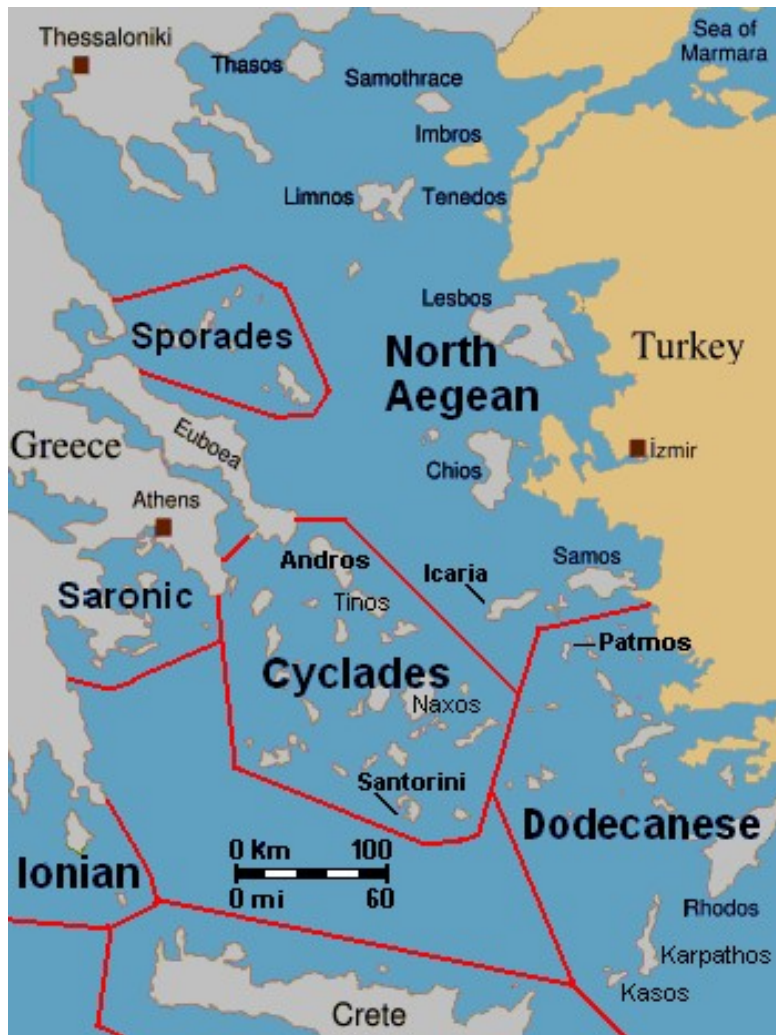 Thessaloniki
Thasos
Samothrace
Sea of
Marmara
Imbros
Limnos
Tenedos
Lesbos
Sporades
North
Aegean
Turkey
Greece
Euboea
Chios
İzmir
Athens
Andros
Icaria
Samos
Saronic
Tinos
Patmos
Cyclades
Naxos
Santorini
Dodecanese
0 Km 100
0 mi 60
Ionian
Rhodos
Karpathos
Kasos
Crete